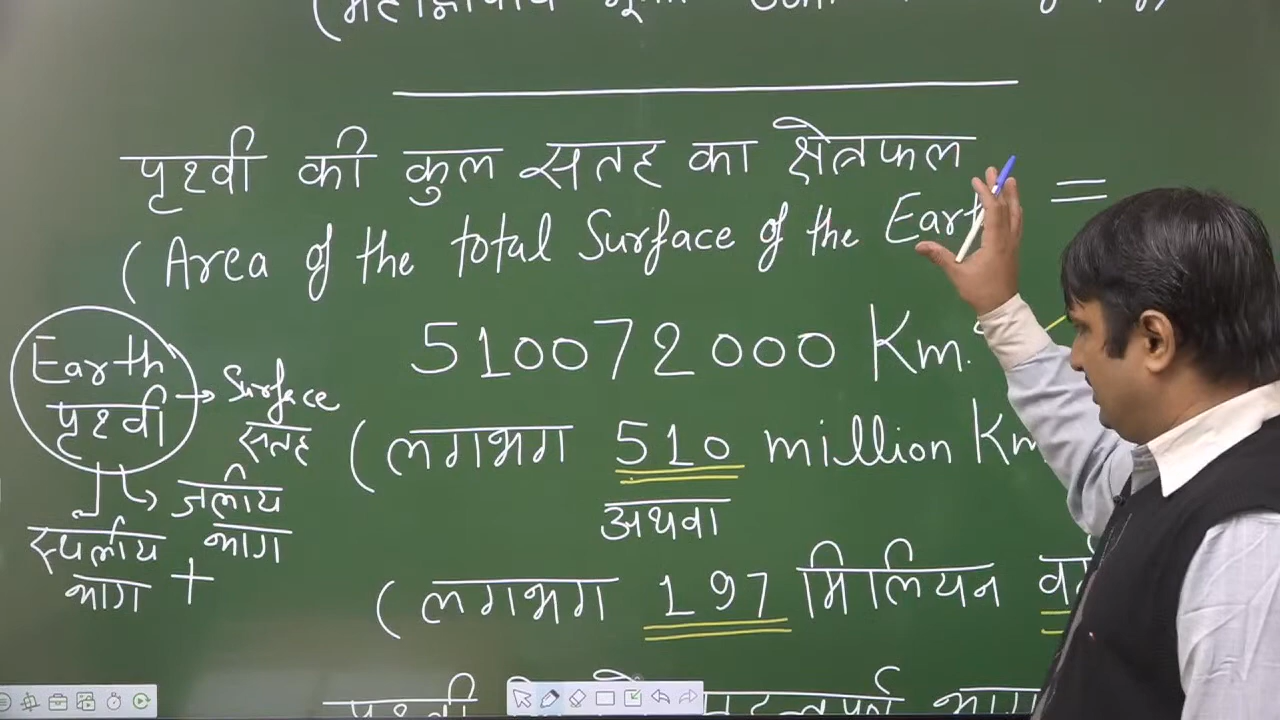 पृथ्वी की कुल सतह का क्षेत्रफल =
( Area of the total Surface of the Earth
510072000 Km.
Earth
पृथ्वी → Surface
सतह
( लगभग 510 million Km
अथवा
जलीय
भाग
स्थलीय
भाग +
( लगभग 197 मिलियन